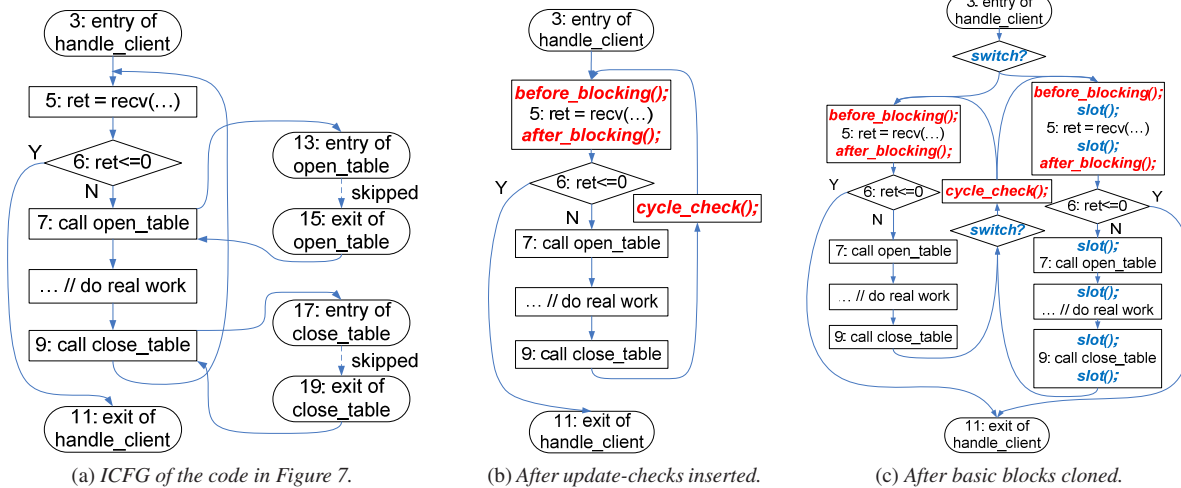 3: entry of
handle_client
5: ret = recv(…)
Y
6: ret<=0
N
7: call open_table
… // do real work
9: call close_table
11: exit of
handle_client
13: entry of
open_table
skipped
15: exit of
open_table
17: entry of
close_table
skipped
19: exit of
close_table
(a) ICFG of the code in Figure 7.
3: entry of
handle_client
before_blocking();
5: ret = recv(…)
after_blocking();
Y
6: ret<=0
N
cycle_check();
7: call open_table
… // do real work
9: call close_table
11: exit of
handle_client
(b) After update-checks inserted.
3: entry of
handle_client
switch?
before_blocking();
5: ret = recv(…)
after_blocking();
Y
6: ret<=0
N
7: call open_table
… // do real work
9: call close_table
cycle_check();
switch?
before_blocking();
slot();
5: ret = recv(…)
slot();
after_blocking();
Y
6: ret<=0
N
slot();
7: call open_table
slot();
… // do real work
slot();
9: call close_table
slot();
11: exit of
handle_client
(c) After basic blocks cloned.